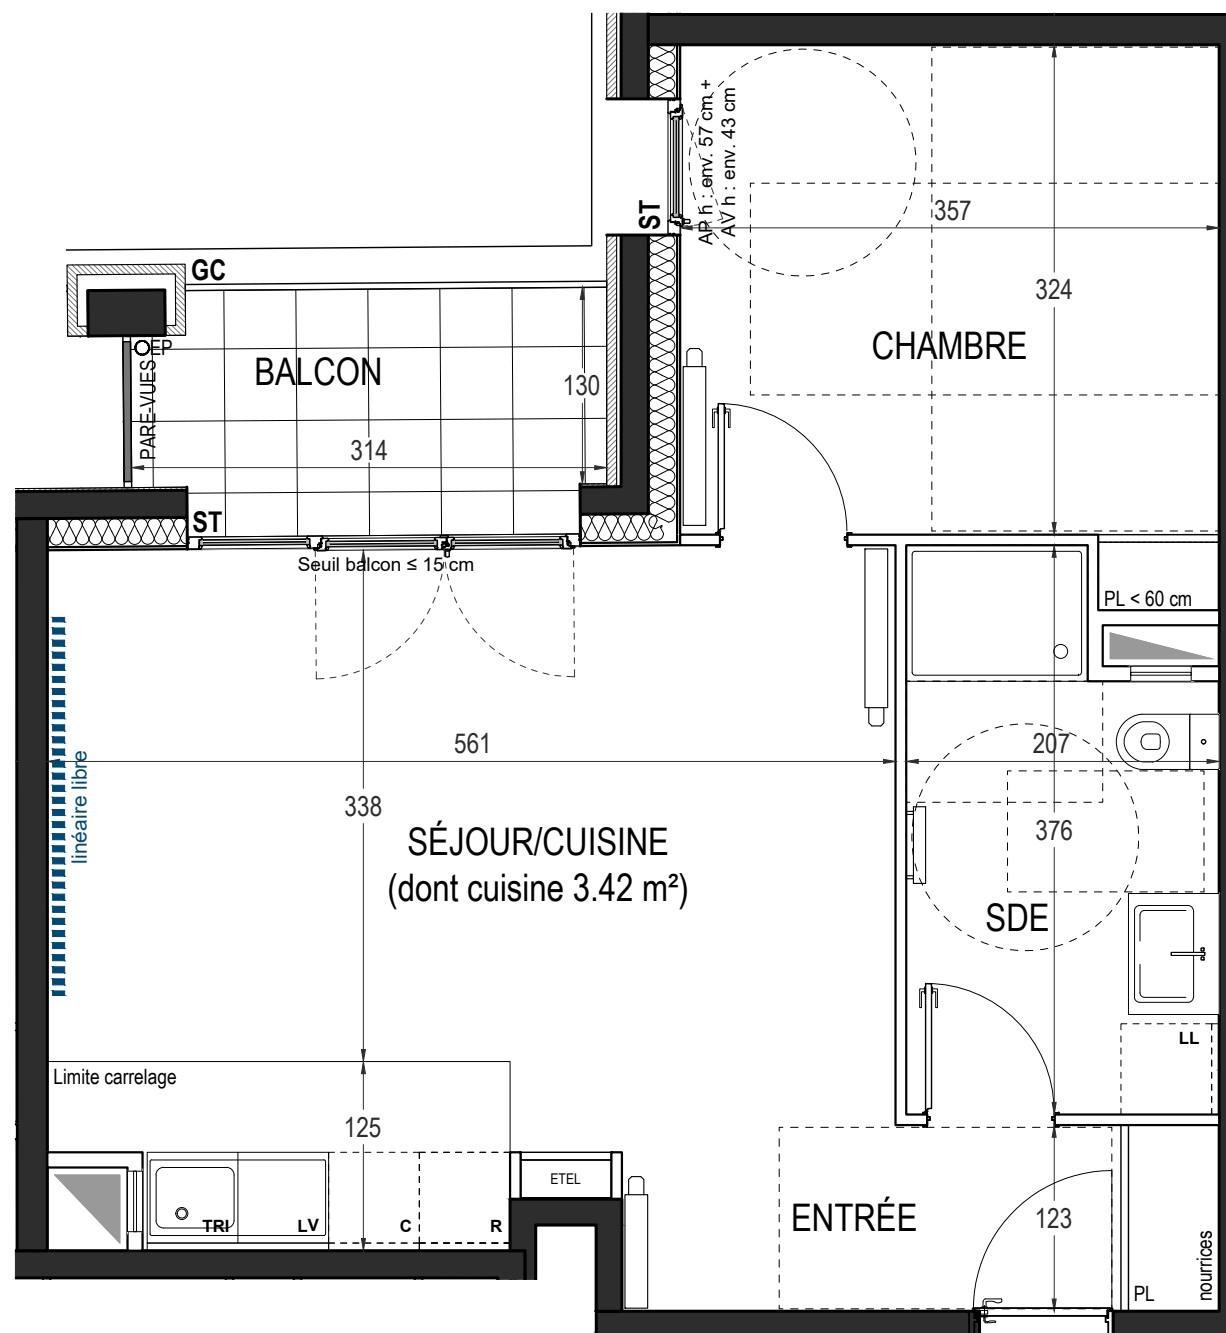 AP h : env. 57 cm +
AV h : env. 43 cm
ST
357
324
CHAMBRE
GC
EP
PARE-VUES
BALCON
130
314
ST
Seuil balcon ≤ 15 cm
PL < 60 cm
linéaire libre
561
338
SÉJOUR/CUISINE
(dont cuisine 3.42 m²)
207
376
SDE
LL
Limite carrelage
125
TRI
LV
C
R
ETEL
ENTRÉE
123
PL
nourrices